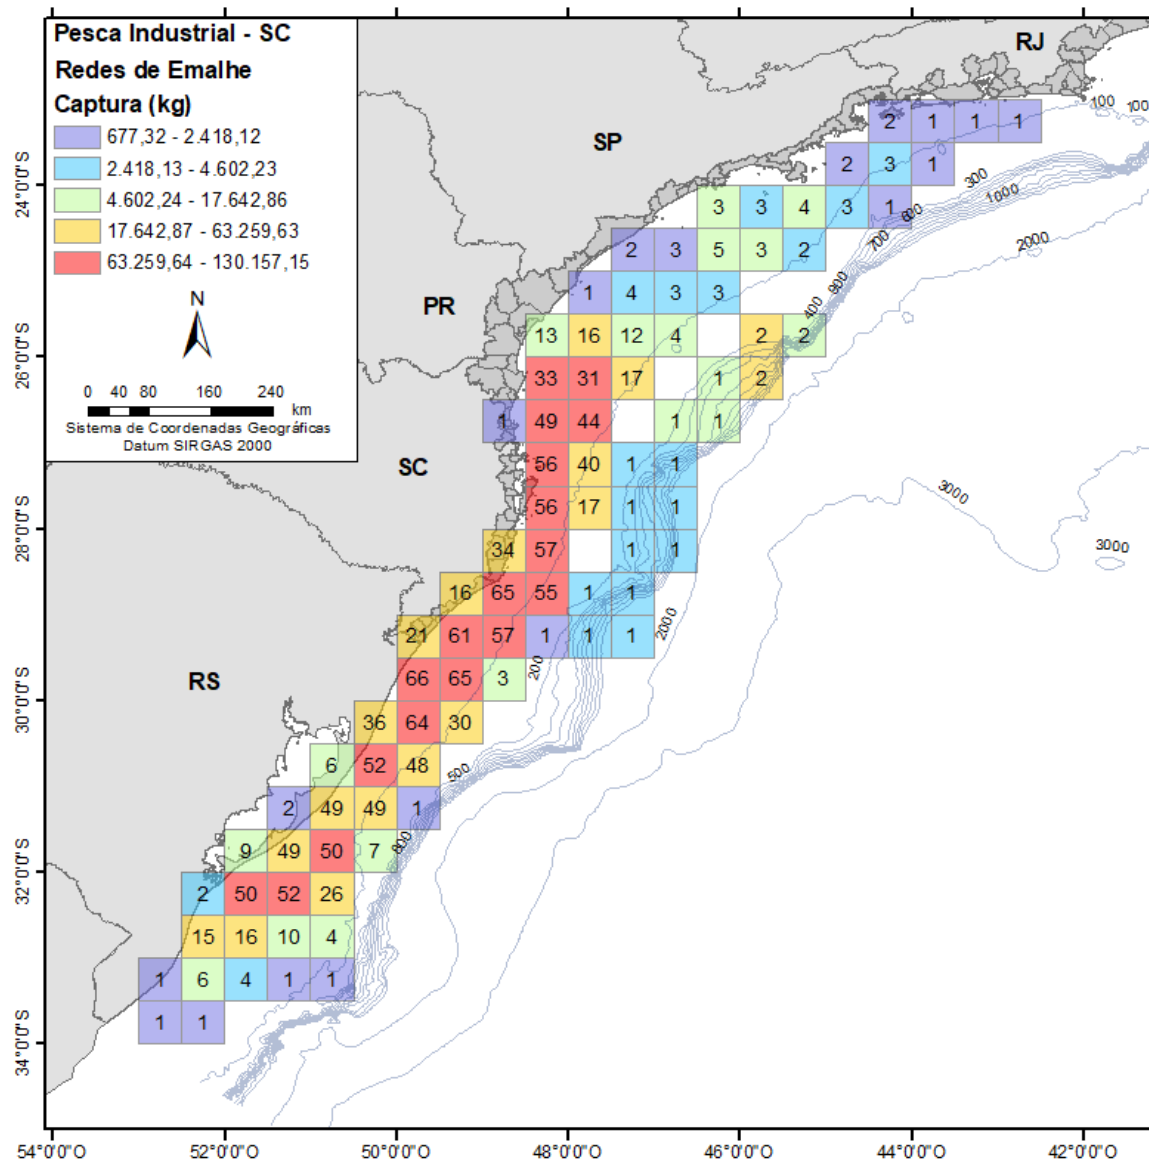 Pesca Industrial - SC
Redes de Emalhe
Captura (kg)
677,32 - 2.418,12
2.418,13 - 4.602,23
4.602,24 - 17.642,86
17.642,87 - 63.259,63
63.259,64 - 130.157,15
N
0 40 80 160 240
km
Sistema de Coordenadas Geográficas
Datum SIRGAS 2000
RJ
SP
PR
SC
RS
100
100
2 1 1 1
2 3 1
300
1000
3 3 4 3 1
600
2 3 5 3 2
700
2000
1 4 3 3
900
400
13 16 12 4 2 2
33 31 17 1 2
1 49 44 1 1
56 40 1 1
56 17 1 1
3000
34 57 1 1
3000
16 65 55 1 1
21 61 57 1 1 1
2000
66 65 3
200
36 64 30
6 52 48
500
2 49 49 1
9 49 50 7
800
2 50 52 26
15 16 10 4
1 6 4 1 1
1 1
24°0'0"S
26°0'0"S
28°0'0"S
30°0'0"S
32°0'0"S
34°0'0"S
54°0'0"O 52°0'0"O 50°0'0"O 48°0'0"O 46°0'0"O 44°0'0"O 42°0'0"O